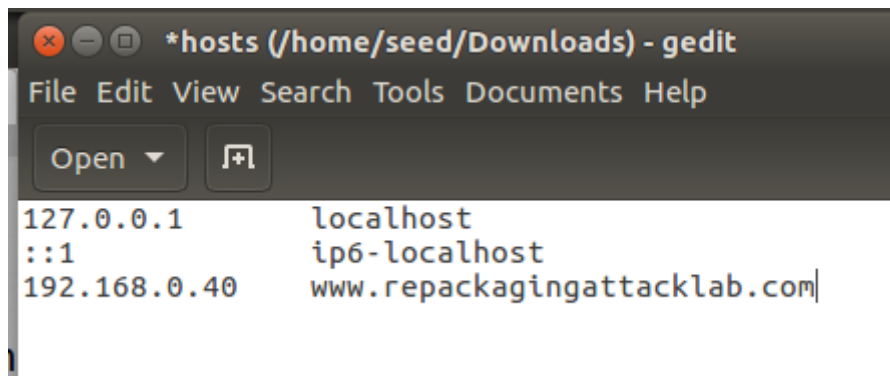 *hosts (/home/seed/Downloads) - gedit
File Edit View Search Tools Documents Help
Open
127.0.0.1 localhost
::1 ip6-localhost
192.168.0.40 www.repackagingattacklab.com